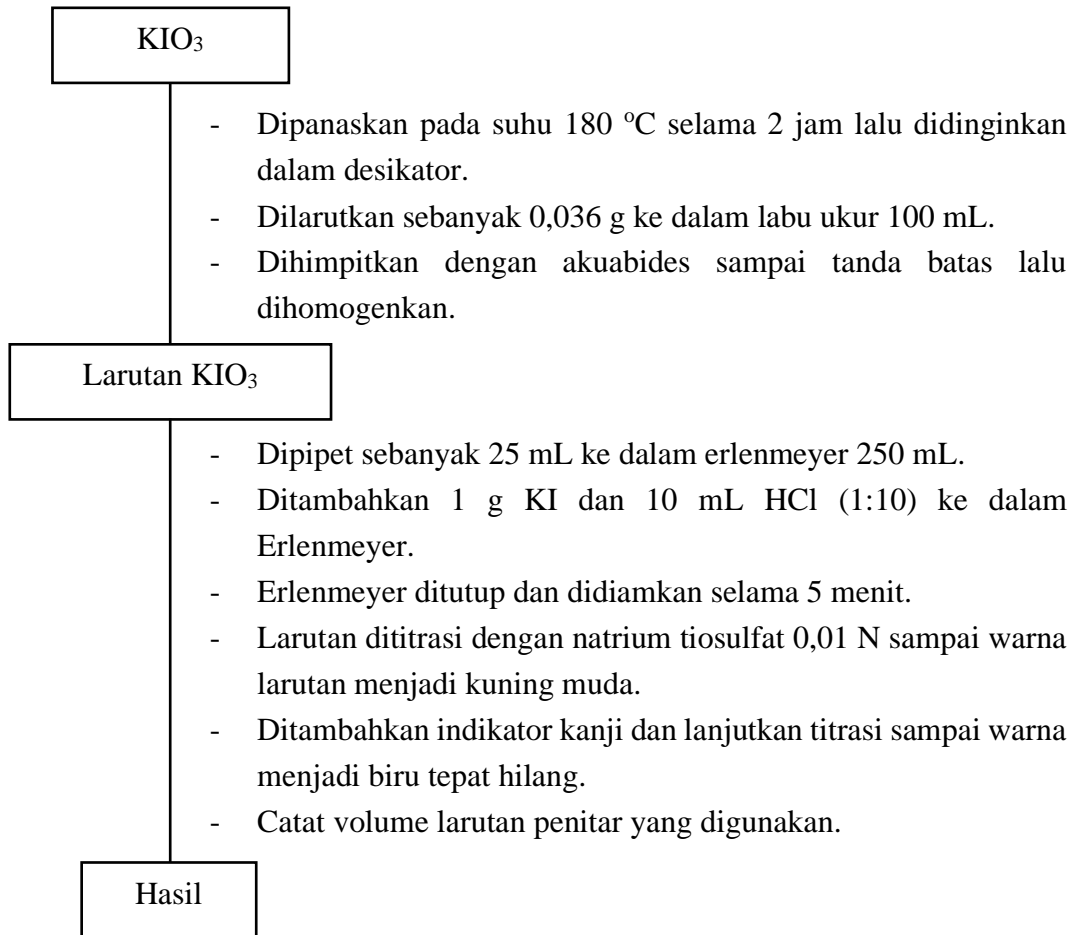 KIO₃
- Dipanaskan pada suhu 180 ᵒC selama 2 jam lalu didinginkan
dalam desikator.
- Dilarutkan sebanyak 0,036 g ke dalam labu ukur 100 mL.
- Dihimpitkan dengan akuabides sampai tanda batas lalu
dihomogenkan.
Larutan KIO₃
- Dipipet sebanyak 25 mL ke dalam erlenmeyer 250 mL.
- Ditambahkan 1 g KI dan 10 mL HCl (1:10) ke dalam
Erlenmeyer.
- Erlenmeyer ditutup dan didiamkan selama 5 menit.
- Larutan dititrasi dengan natrium tiosulfat 0,01 N sampai warna
larutan menjadi kuning muda.
- Ditambahkan indikator kanji dan lanjutkan titrasi sampai warna
menjadi biru tepat hilang.
- Catat volume larutan penitar yang digunakan.
Hasil